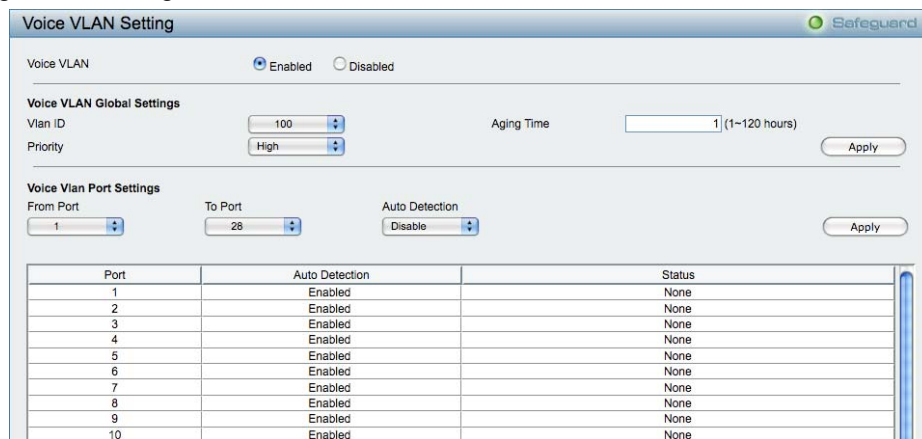 Voice VLAN Setting Safeguard
Voice VLAN Enabled Disabled
Voice VLAN Global Settings
Vlan ID 100 Aging Time 1 (1~120 hours)
Priority High Apply
Voice Vlan Port Settings
From Port To Port Auto Detection
1 28 Disable Apply
Port Auto Detection Status
1 Enabled None
2 Enabled None
3 Enabled None
4 Enabled None
5 Enabled None
6 Enabled None
7 Enabled None
8 Enabled None
9 Enabled None
10 Enabled None